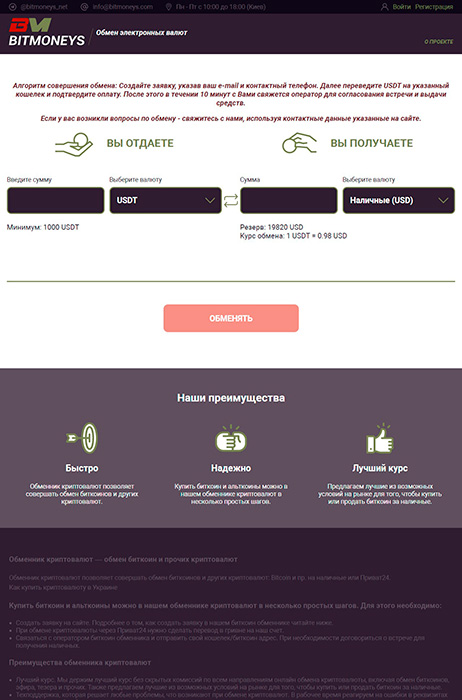 @bitmoneys_net info@bitmoneys.com Пн - Пт с 10:00 до 18:00 (Киев) Войти Регистрация
BM
BITMONEYS
Обмен электронных валют
О ПРОЕКТЕ
Алгоритм совершения обмена: Создайте заявку, указав ваш e-mail и контактный телефон. Далее переведите USDT на указанный
кошелек и подтвердите оплату. После этого в течении 10 минут с Вами свяжется оператор для согласования встречи и выдачи
средств.
Если у вас возникли вопросы по обмену - свяжитесь с нами, используя контактные данные указанные на сайте.
ВЫ ОТДАЕТЕ ВЫ ПОЛУЧАЕТЕ
Введите сумму Выберите валюту Сумма Выберите валюту
USDT Наличные (USD)
Минимум: 1000 USDT
Резерв: 19820 USD
Курс обмена: 1 USDT = 0.98 USD
ОБМЕНЯТЬ
Наши преимущества
Быстро Надежно Лучший курс
Обменник криптовалют позволяет
совершать обмен биткоинов и других
криптовалют.
Купить биткоин и альткоины можно в
нашем обменнике криптовалют в
несколько простых шагов.
Предлагаем лучшие из возможных
условий на рынке для того, чтобы купить
или продать биткоин за наличные.
Обменник криптовалют — обмен биткоин и прочих криптовалют
Обменник криптовалют позволяет совершать обмен биткоинов и других криптовалют. Bitcoin и пр. на наличные или Приват24.
Как купить криптовалюту в Украине
Купить биткоин и альткоины можно в нашем обменнике криптовалют в несколько простых шагов. Для этого необходимо:
Создать заявку на сайте. Подробнее о том, как создать заявку в нашем биткоин обменнике читайте ниже.
При обмене криптовалюты через Приват24 нужно сделать перевод в гривне на наш счет.
Связаться с оператором биткоин обменника и отправить свой кошелек/биткоин адрес. При необходимости договориться о встрече для
получения наличных.
Преимущества обменника криптовалют
Лучший курс. Мы держим лучший курс без скрытых комиссий по всем направлениям онлайн обмена криптовалюты, включая обмен биткоинов,
эфира, телера и прочих. Также предлагаем лучшие из возможных условий на рынке для того, чтобы купить или продать биткоин за наличные.
Техподдержка, которая решает любые проблемы, что возникают при обмене криптовалют. В рабочее время реагируем на ошибки в реквизитах